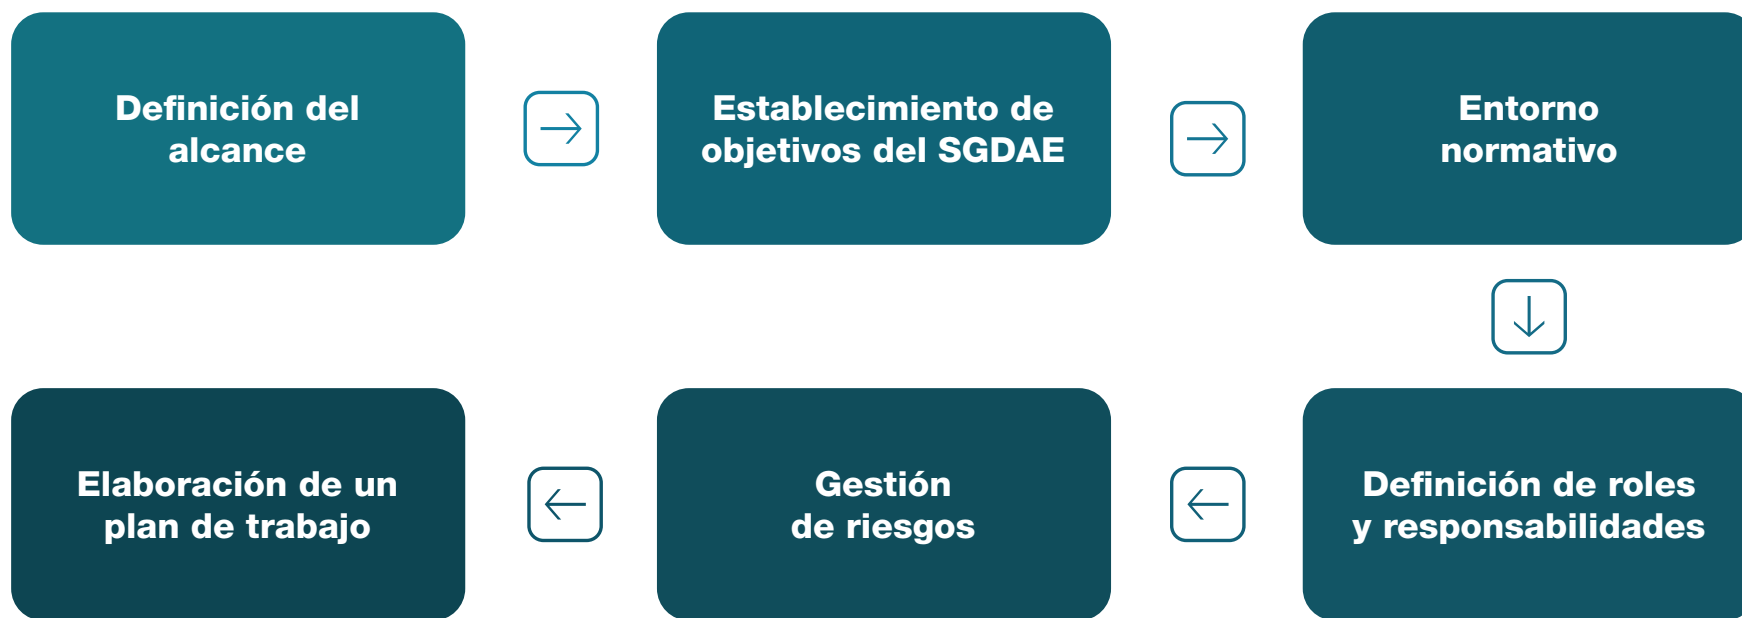 Definición del
alcance
Establecimiento de
objetivos del SGDAE
Entorno
normativo
Definición de roles
y responsabilidades
Gestión
de riesgos
Elaboración de un
plan de trabajo